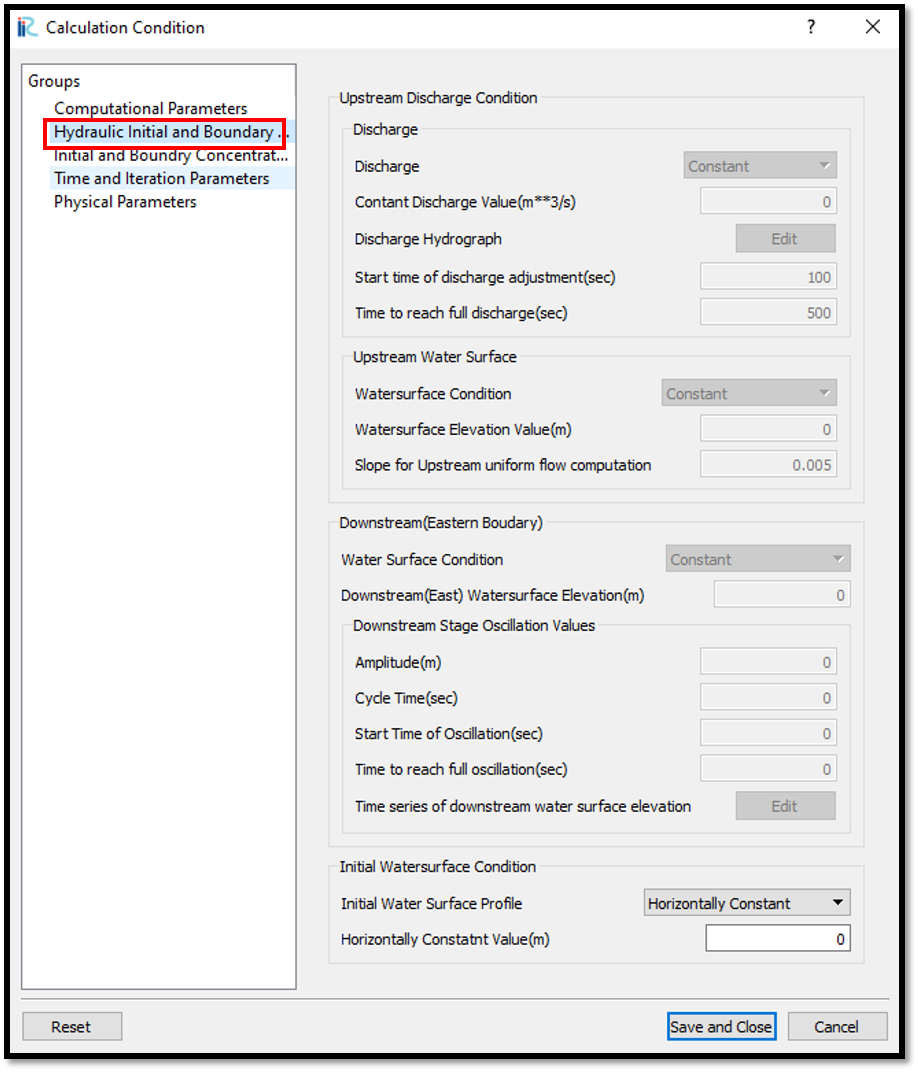 iRC Calculation Condition ? ×
Groups
Computational Parameters
Hydraulic Initial and Boundary ...
Initial and Boundry Concentrat...
Time and Iteration Parameters
Physical Parameters
Upstream Discharge Condition
Discharge
Discharge Constant
Contant Discharge Value(m**3/s) 0
Discharge Hydrograph Edit
Start time of discharge adjustment(sec) 100
Time to reach full discharge(sec) 500
Upstream Water Surface
Watersurface Condition Constant
Watersurface Elevation Value(m) 0
Slope for Upstream uniform flow computation 0.005
Downstream(Eastern Boudary)
Water Surface Condition Constant
Downstream(East) Watersurface Elevation(m) 0
Downstream Stage Oscillation Values
Amplitude(m) 0
Cycle Time(sec) 0
Start Time of Oscillation(sec) 0
Time to reach full oscillation(sec) 0
Time series of downstream water surface elevation Edit
Initial Watersurface Condition
Initial Water Surface Profile Horizontally Constant
Horizontally Constatnt Value(m) 0
Reset Save and Close Cancel